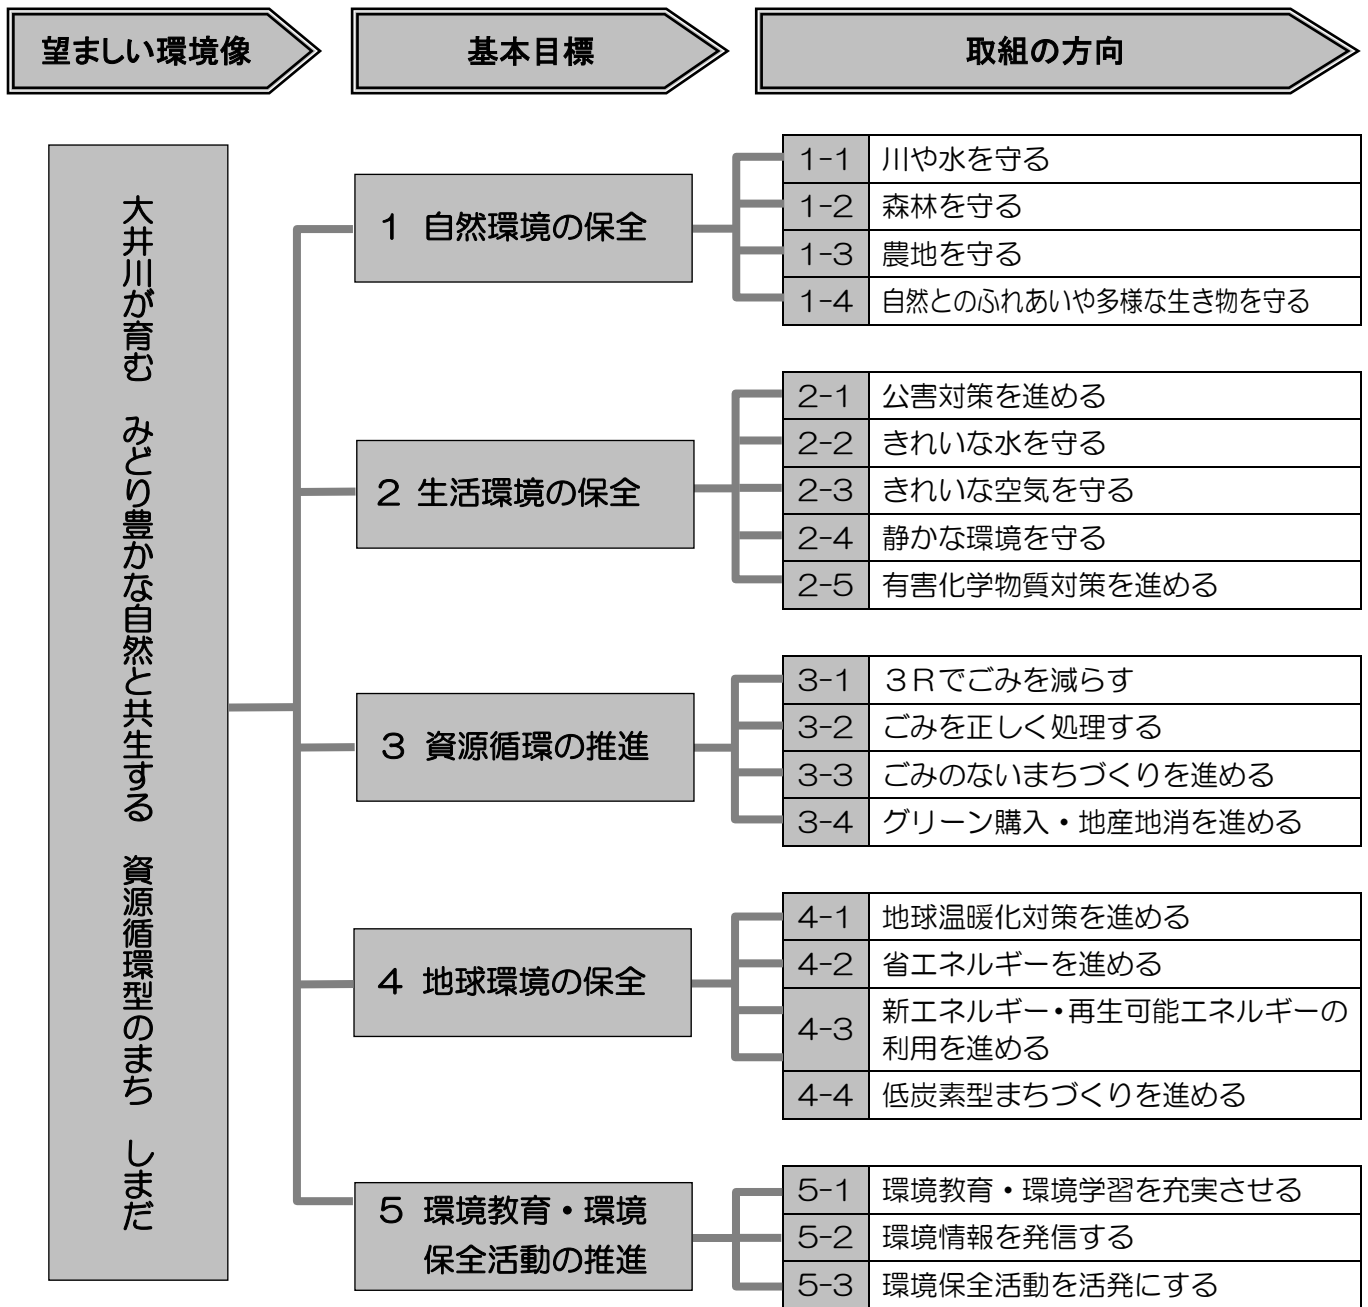 望ましい環境像
基本目標
取組の方向
大井川が育む　みどり豊かな自然と共生する　資源循環型のまち　しまだ
1 自然環境の保全
1-1 川や水を守る
1-2 森林を守る
1-3 農地を守る
1-4 自然とのふれあいや多様な生き物を守る
2 生活環境の保全
2-1 公害対策を進める
2-2 きれいな水を守る
2-3 きれいな空気を守る
2-4 静かな環境を守る
2-5 有害化学物質対策を進める
3 資源循環の推進
3-1 3Rでごみを減らす
3-2 ごみを正しく処理する
3-3 ごみのないまちづくりを進める
3-4 グリーン購入・地産地消を進める
4 地球環境の保全
4-1 地球温暖化対策を進める
4-2 省エネルギーを進める
4-3 新エネルギー・再生可能エネルギーの
利用を進める
4-4 低炭素型まちづくりを進める
5 環境教育・環境
保全活動の推進
5-1 環境教育・環境学習を充実させる
5-2 環境情報を発信する
5-3 環境保全活動を活発にする